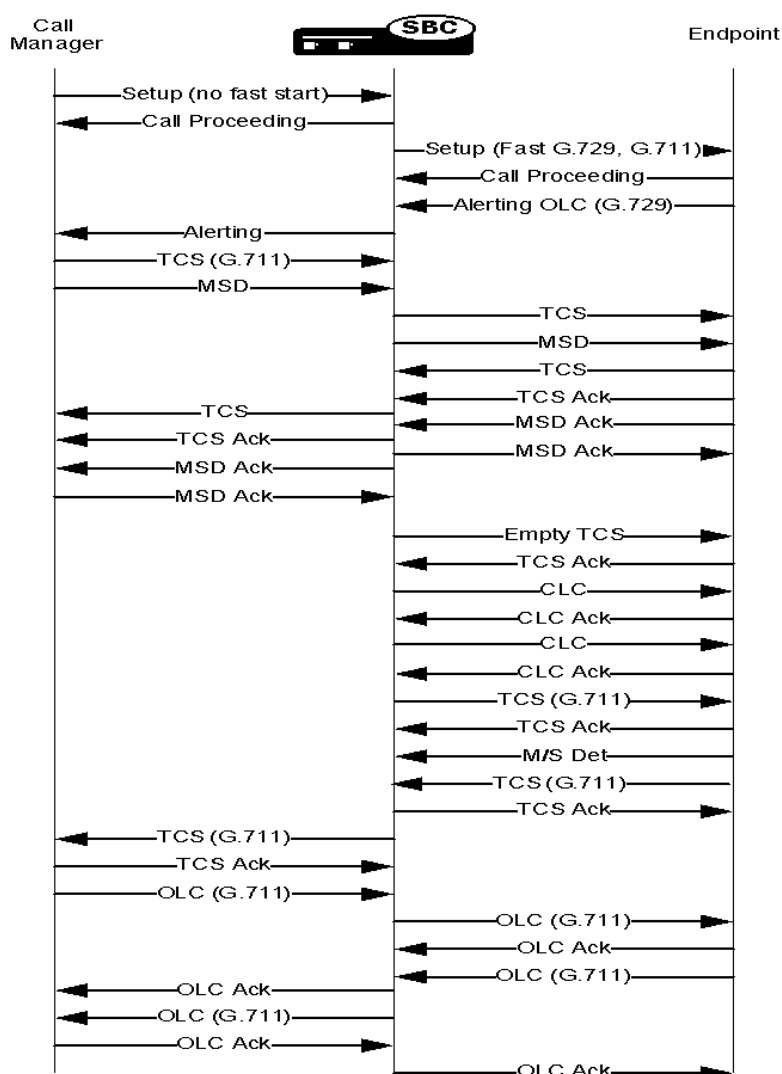 Call
Manager
SBC
Endpoint
Setup (no fast start)
Call Proceeding
Setup (Fast G.729, G.711)
Call Proceeding
Alerting OLC (G.729)
Alerting
TCS (G.711)
MSD
TCS
MSD
TCS
TCS Ack
TCS
MSD Ack
TCS Ack
MSD Ack
MSD Ack
MSD Ack
Empty TCS
TCS Ack
CLC
CLC Ack
CLC
CLC Ack
TCS (G.711)
TCS Ack
M/S Det
TCS (G.711)
TCS Ack
TCS (G.711)
TCS Ack
OLC (G.711)
OLC (G.711)
OLC Ack
OLC (G.711)
OLC Ack
OLC (G.711)
OLC Ack
OLC Ack